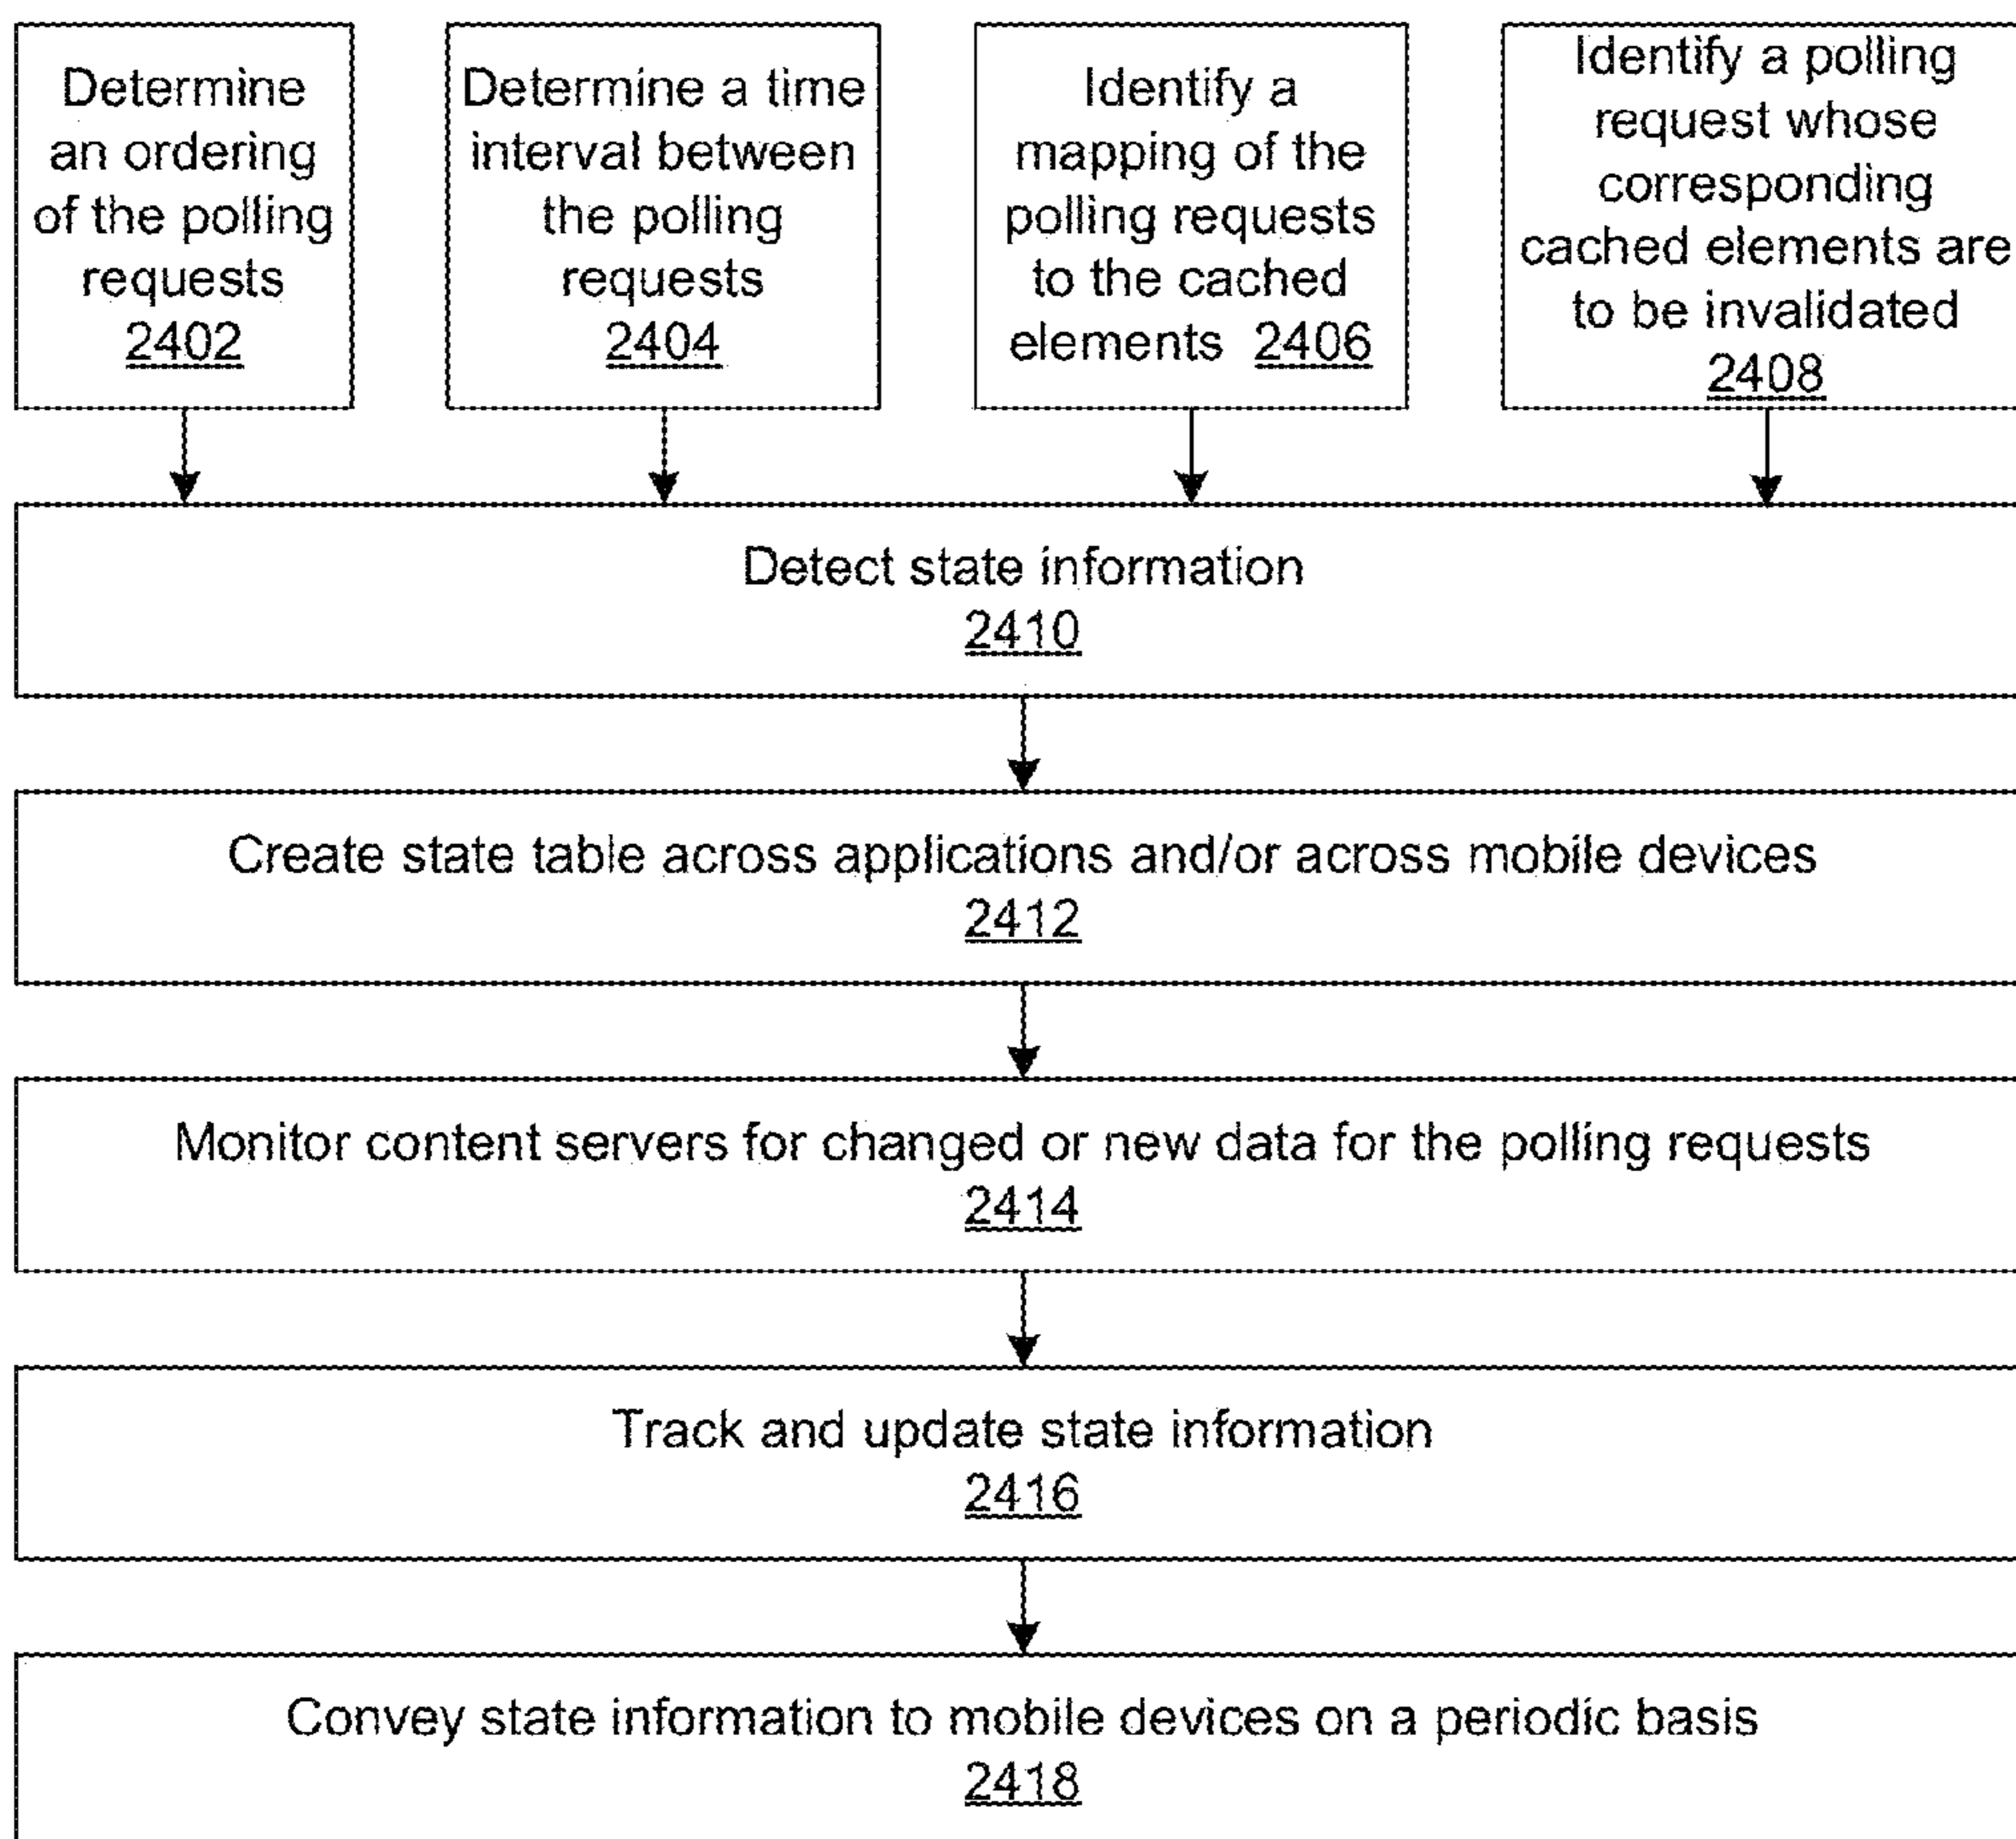 Determine
an ordering
of the polling
requests
2402
Determine a time
interval between
the polling
requests
2404
Identify a
mapping of the
polling requests
to the cached
elements 2406
Identify a polling
request whose
corresponding
cached elements are
to be invalidated
2408
Detect state information
2410
Create state table across applications and/or across mobile devices
2412
Monitor content servers for changed or new data for the polling requests
2414
Track and update state information
2416
Convey state information to mobile devices on a periodic basis
2418